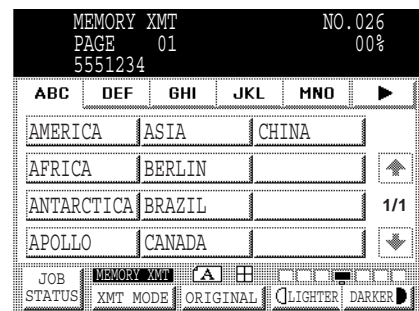 MEMORY XMT NO.026
PAGE 01 00%
5551234
ABC DEF GHI JKL MNO
AMERICA ASIA CHINA
AFRICA BERLIN
ANTARCTICA BRAZIL 1/1
APOLLO CANADA
JOB STATUS MEMORY XMT A
XMT MODE ORIGINAL LIGHTER DARKER